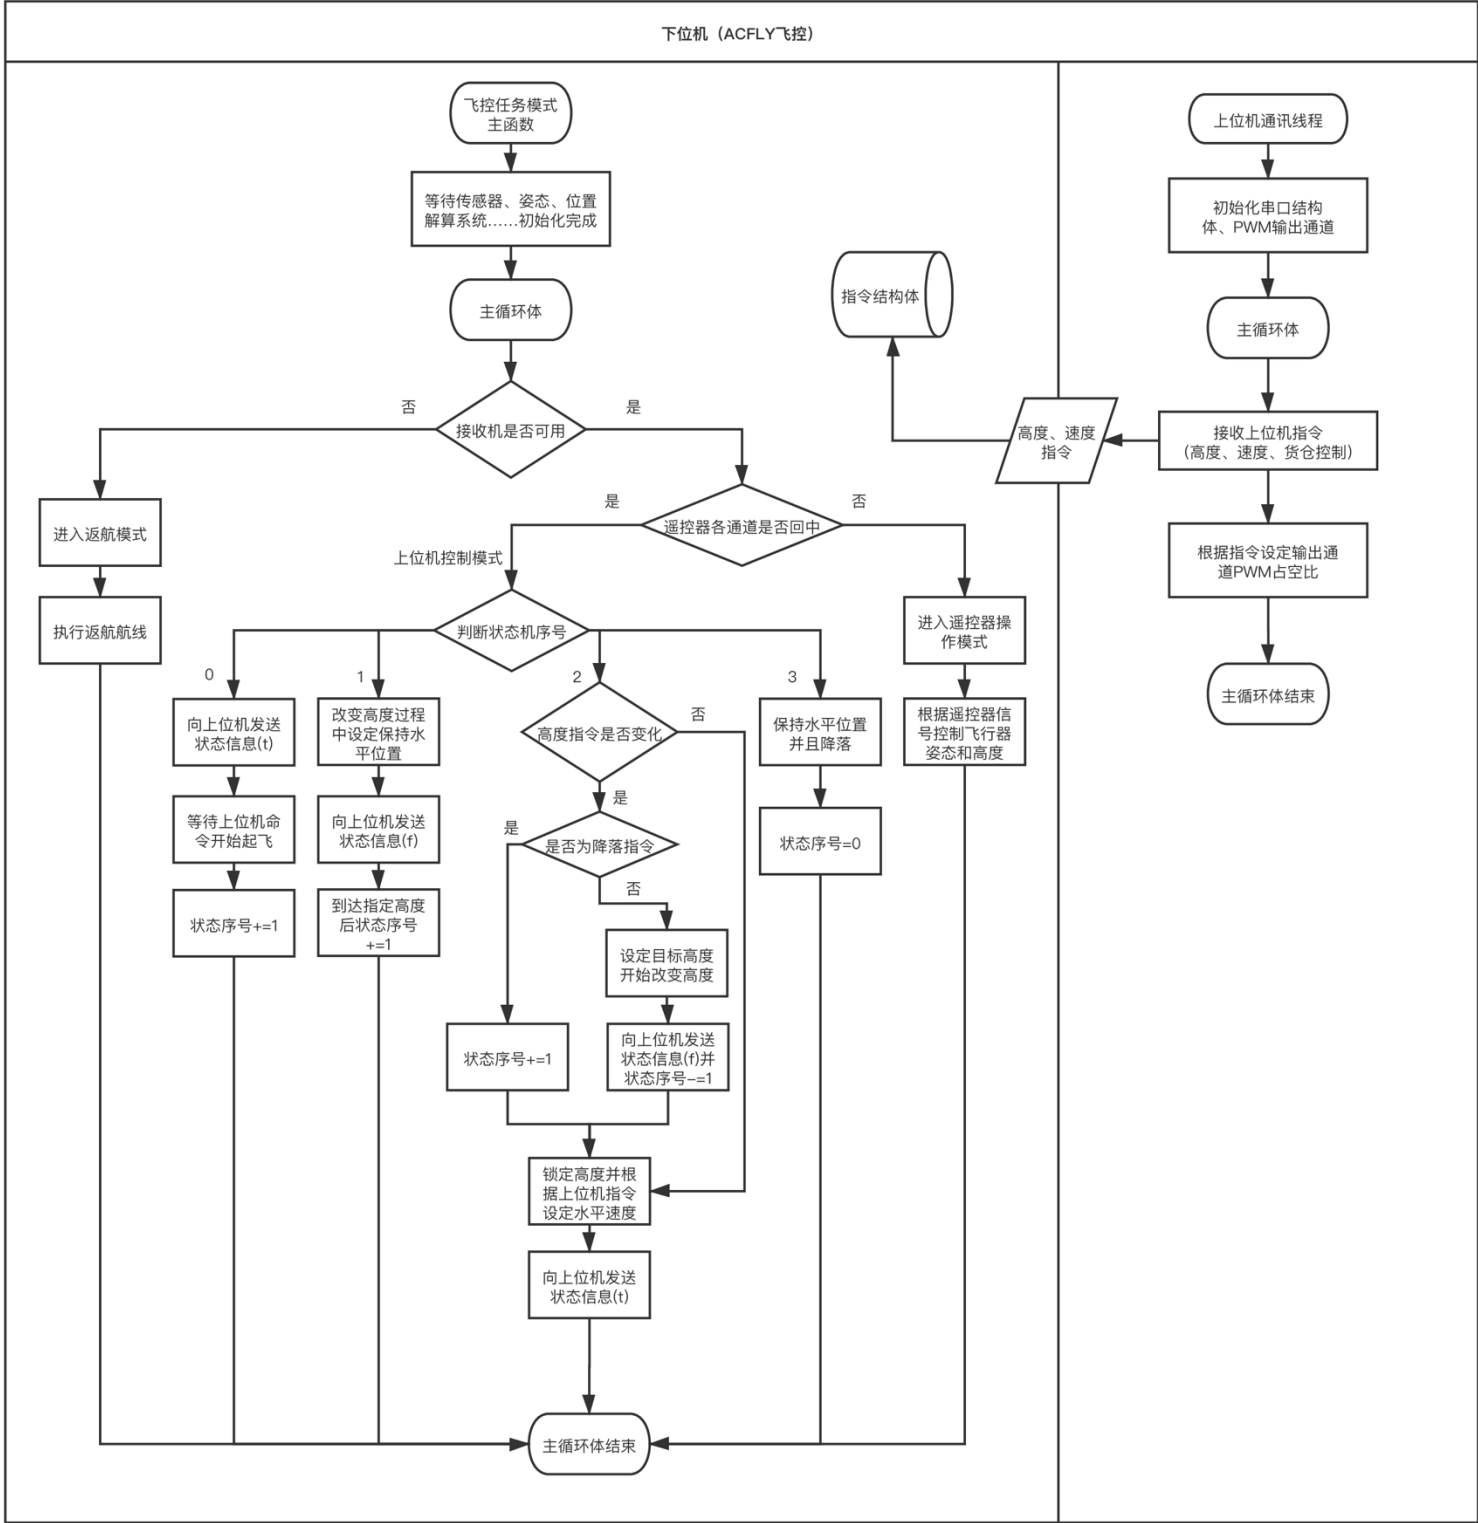 下位机（ACFLY飞控）
飞控任务模式
主函数
等待传感器、姿态、位置
解算系统……初始化完成
主循环体
接收机是否可用
否
是
进入返航模式
执行返航航线
遥控器各通道是否回中
是
否
上位机控制模式
判断状态机序号
0
1
2
3
向上位机发送
状态信息(t)
等待上位机命
令开始起飞
状态序号+=1
改变高度过程
中设定保持水
平位置
向上位机发送
状态信息(f)
到达指定高度
后状态序号
+=1
高度指令是否变化
否
是
是否为降落指令
是
否
设定目标高度
开始改变高度
状态序号+=1
向上位机发送
状态信息(f)并
状态序号-=1
锁定高度并根
据上位机指令
设定水平速度
向上位机发送
状态信息(t)
保持水平位置
并且降落
状态序号=0
进入遥控器操
作模式
根据遥控器信
号控制飞行器
姿态和高度
主循环体结束
指令结构体
高度、速度
指令
上位机通讯线程
初始化串口结构
体、PWM输出通道
主循环体
接收上位机指令
(高度、速度、货仓控制)
根据指令设定输出通
道PWM占空比
主循环体结束